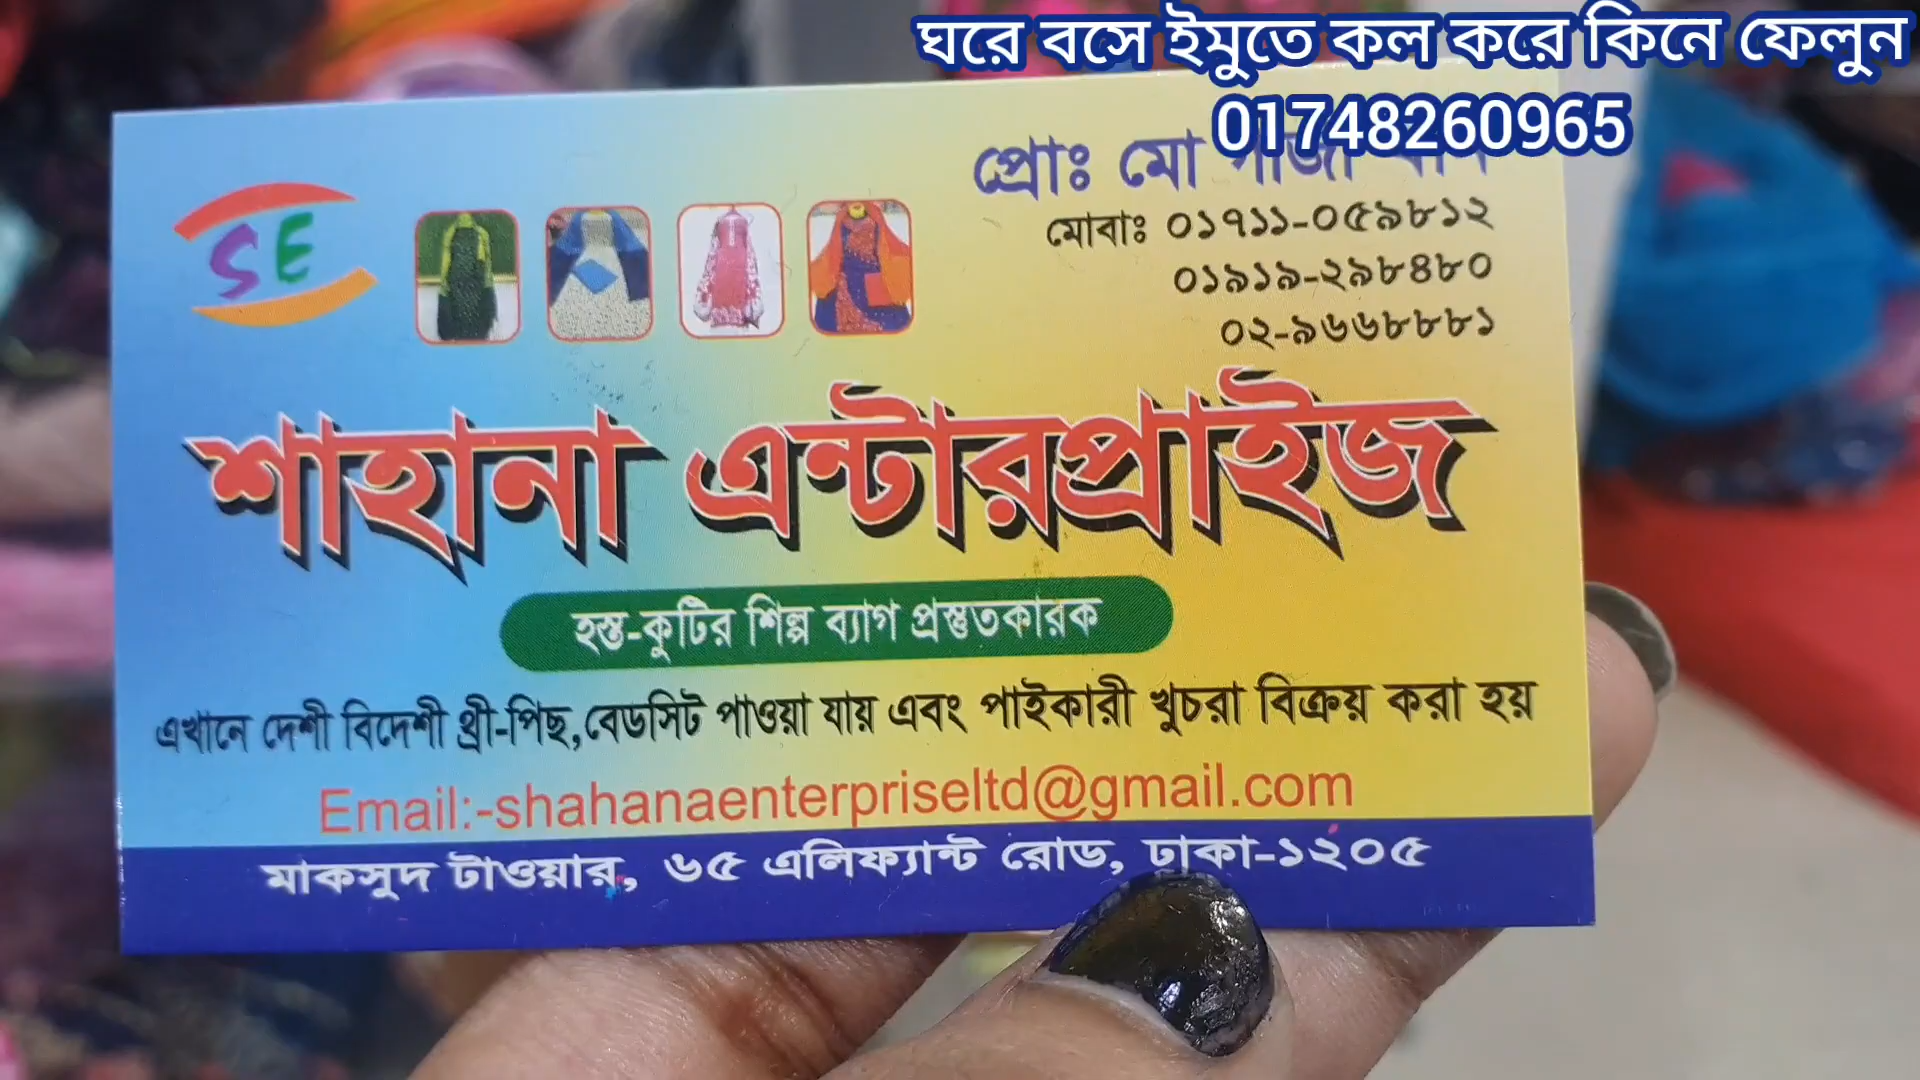 ঘরে বসে ইমুতে কল করে কিনে ফেলুন
01748260965
প্রোঃ মো
মোবাঃ ০১৭১১-০৫৯৮১২
০১৯১৯-২৯৮৪৮০
০২-৯৬৬৮৮৮১
SE
শাহানা এন্টারপ্রাইজ
হস্ত-কুটির শিল্প ব্যাগ প্রস্তুতকারক
এখানে দেশী বিদেশী থ্রী-পিছ,বেডসিট পাওয়া যায় এবং পাইকারী খুচরা বিক্রয় করা হয়
Email:-shahanaenterpriseltd@gmail.com
মাকসুদ টাওয়ার, ৬৫ এলিফ্যান্ট রোড, ঢাকা-১২০৫